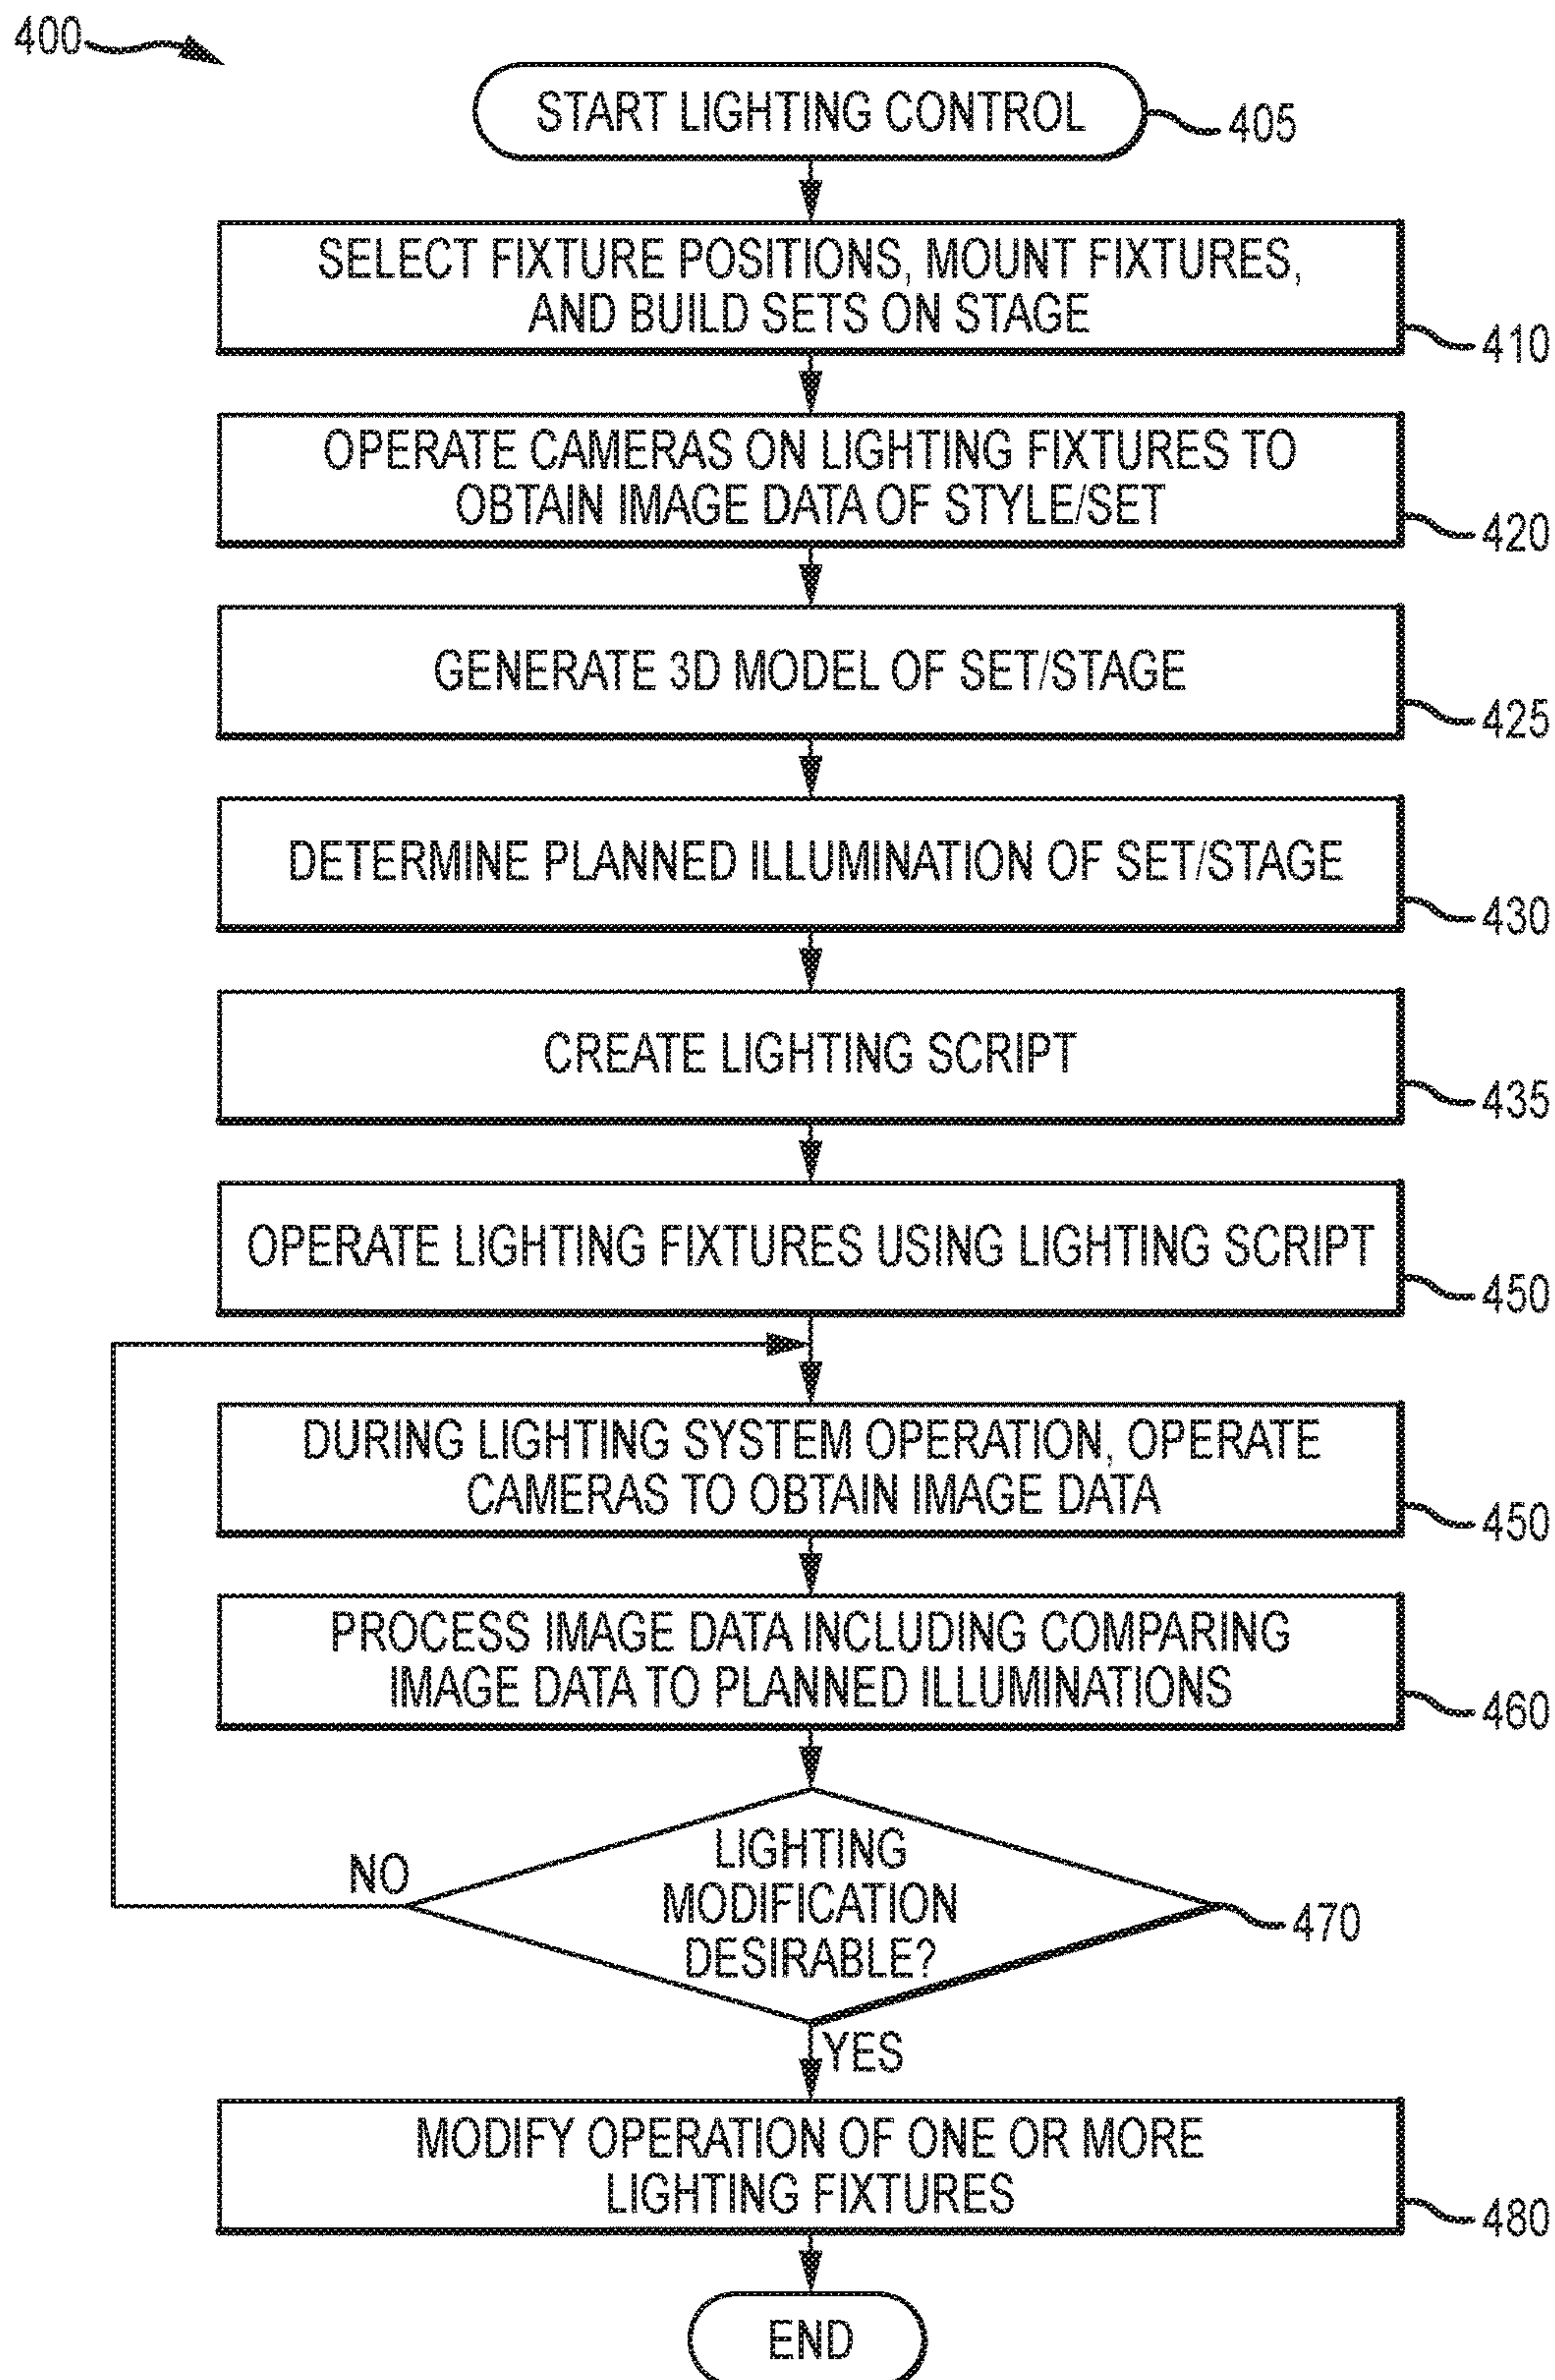 400
START LIGHTING CONTROL
405
SELECT FIXTURE POSITIONS, MOUNT FIXTURES,
AND BUILD SETS ON STAGE
410
OPERATE CAMERAS ON LIGHTING FIXTURES TO
OBTAIN IMAGE DATA OF STYLE/SET
420
GENERATE 3D MODEL OF SET/STAGE
425
DETERMINE PLANNED ILLUMINATION OF SET/STAGE
430
CREATE LIGHTING SCRIPT
435
OPERATE LIGHTING FIXTURES USING LIGHTING SCRIPT
450
DURING LIGHTING SYSTEM OPERATION, OPERATE
CAMERAS TO OBTAIN IMAGE DATA
450
PROCESS IMAGE DATA INCLUDING COMPARING
IMAGE DATA TO PLANNED ILLUMINATIONS
460
NO
LIGHTING
MODIFICATION
DESIRABLE?
470
YES
MODIFY OPERATION OF ONE OR MORE
LIGHTING FIXTURES
480
END